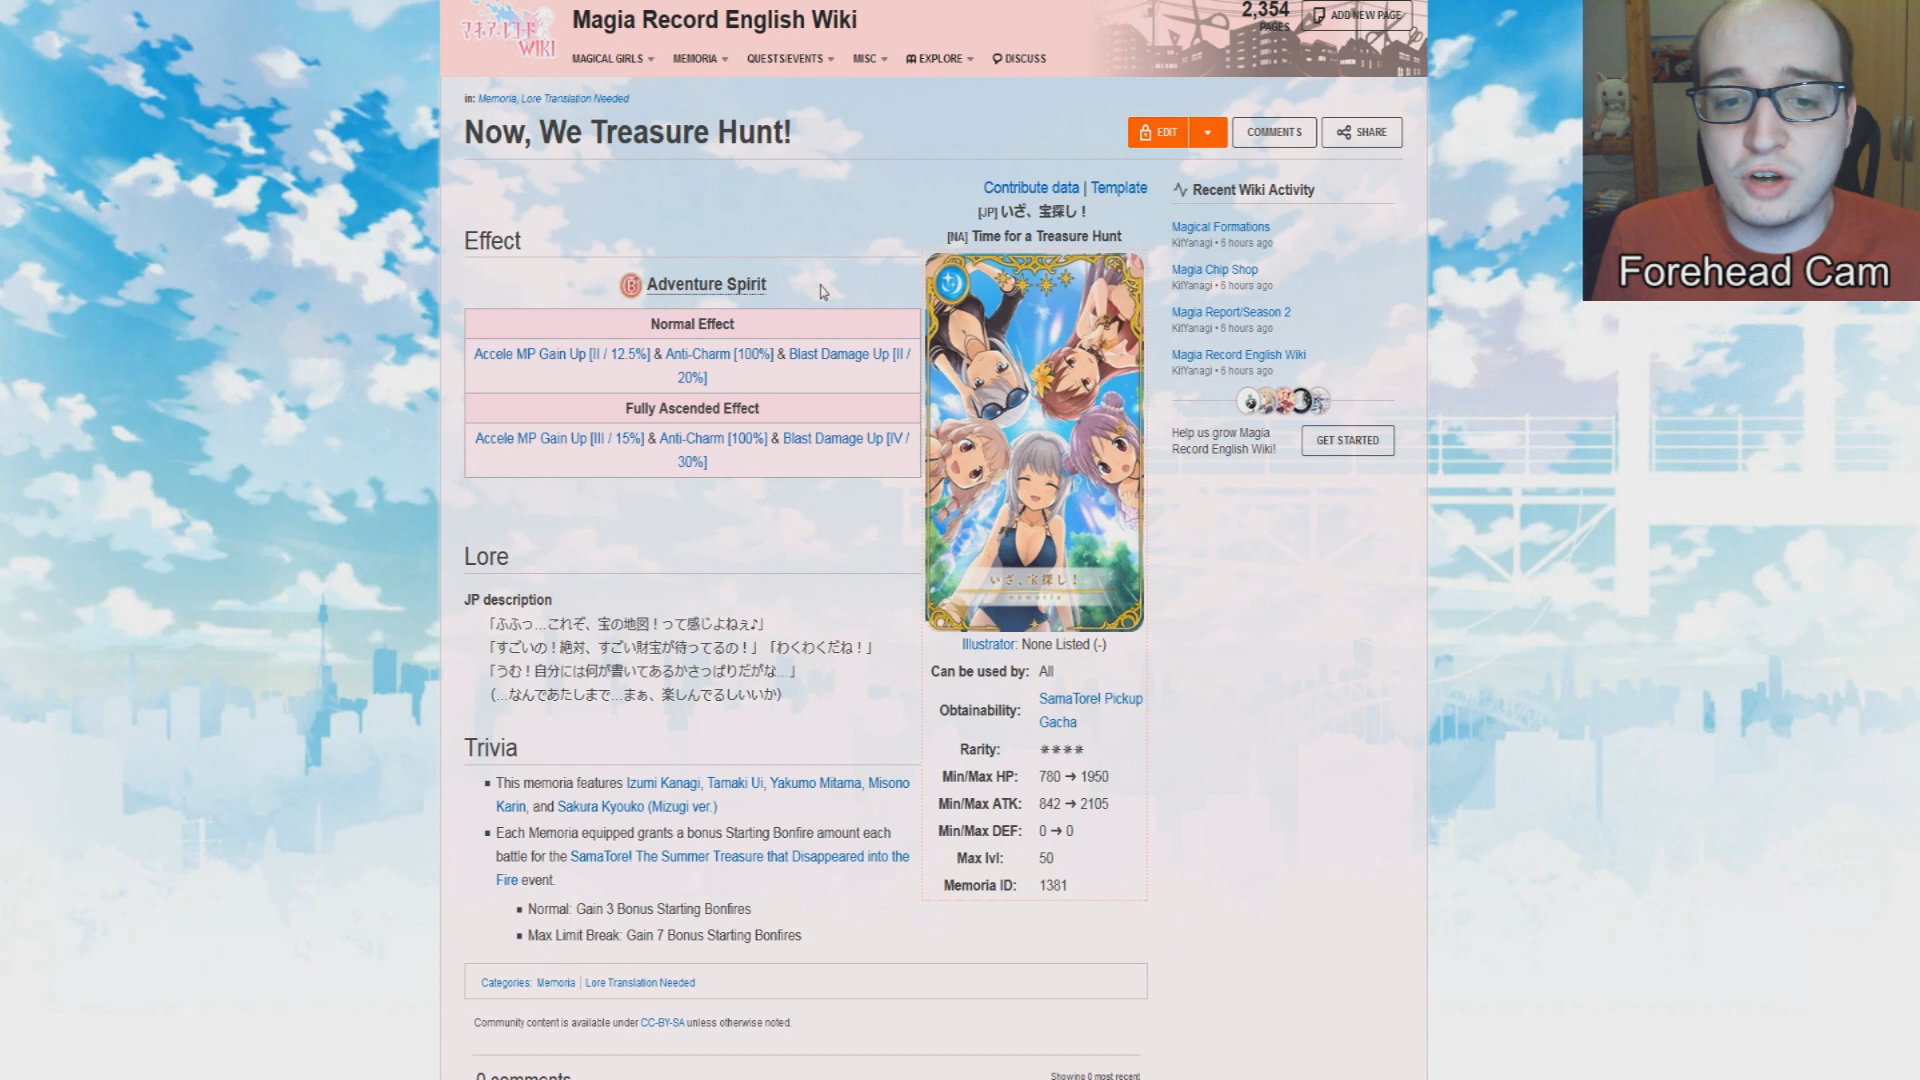 マギア・レコード
WIKI
Magia Record English Wiki
2,354
PAGES
ADD NEW PAGE
MAGICAL GIRLS
MEMORIA
QUESTS/EVENTS
MISC
EXPLORE
DISCUSS
in: Memoria, Lore Translation Needed
Now, We Treasure Hunt!
EDIT
COMMENTS
SHARE
Effect
Adventure Spirit
Normal Effect
Accele MP Gain Up [II / 12.5%] & Anti-Charm [100%] & Blast Damage Up [II /
20%]
Fully Ascended Effect
Accele MP Gain Up [III / 15%] & Anti-Charm [100%] & Blast Damage Up [IV /
30%]
Lore
JP description
「ふふっ…これぞ、宝の地図！って感じよねぇ♪」
「すごいの！絶対、すごい財宝が待ってるの！」「わくわくだね！」
「うむ！自分には何が書いてあるかさっぱりだがな…」
(…なんであたしまで…まぁ、楽しんでるしいいか)
Trivia
This memoria features Izumi Kanagi, Tamaki Ui, Yakumo Mitama, Misono
Karin, and Sakura Kyouko (Mizugi ver.)
Each Memoria equipped grants a bonus Starting Bonfire amount each
battle for the SamaTore! The Summer Treasure that Disappeared into the
Fire event.
Normal: Gain 3 Bonus Starting Bonfires
Max Limit Break: Gain 7 Bonus Starting Bonfires
Contribute data | Template
[JP] いざ、宝探し！
[NA] Time for a Treasure Hunt
いざ、宝探し！
memoria
Illustrator: None Listed (-)
Can be used by: All
Obtainability: SamaTore! Pickup
Gacha
Rarity: ✷✷✷✷
Min/Max HP: 780 → 1950
Min/Max ATK: 842 → 2105
Min/Max DEF: 0 → 0
Max lvl: 50
Memoria ID: 1381
Recent Wiki Activity
Magical Formations
KitYanagi • 6 hours ago
Magia Chip Shop
KitYanagi • 6 hours ago
Magia Report/Season 2
KitYanagi • 6 hours ago
Magia Record English Wiki
KitYanagi • 6 hours ago
Help us grow Magia
Record English Wiki!
GET STARTED
Forehead Cam
Categories: Memoria | Lore Translation Needed
Community content is available under CC-BY-SA unless otherwise noted.
0 comments
Showing 0 most recent